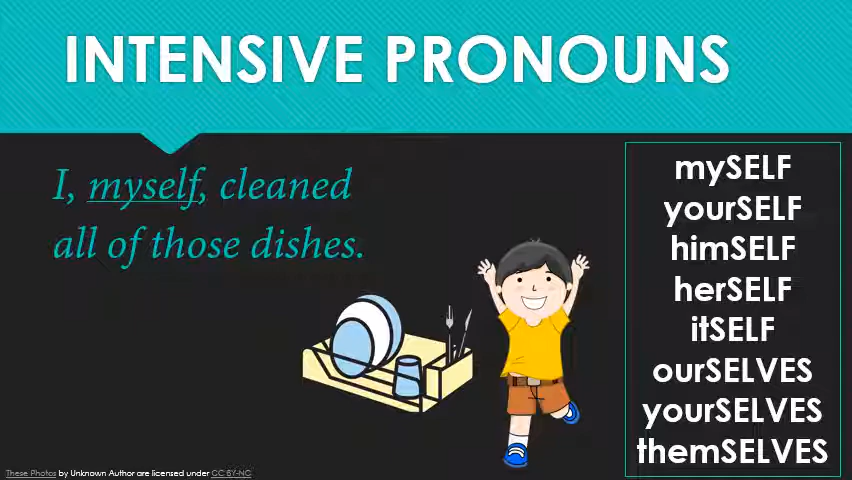 INTENSIVE PRONOUNS
I, myself, cleaned
all of those dishes.
mySELF
yourSELF
himSELF
herSELF
itSELF
ourSELVES
yourSELVES
themSELVES
These Photos by Unknown Author are licensed under CC BY-NC